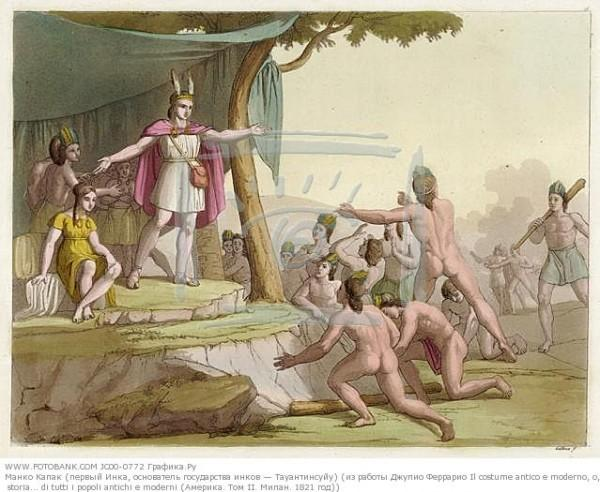 WWW.FOTOBANK.COM JC00-0772 Графика.Ру
Манко Капак (первый Инка, основатель государства инков — Тауантинсуйу) (из работы Джулио Феррарио Il costume antico e moderno, o,
storia... di tutti i popoli antichi e moderni (Америка. Том II. Милан. 1821 год))